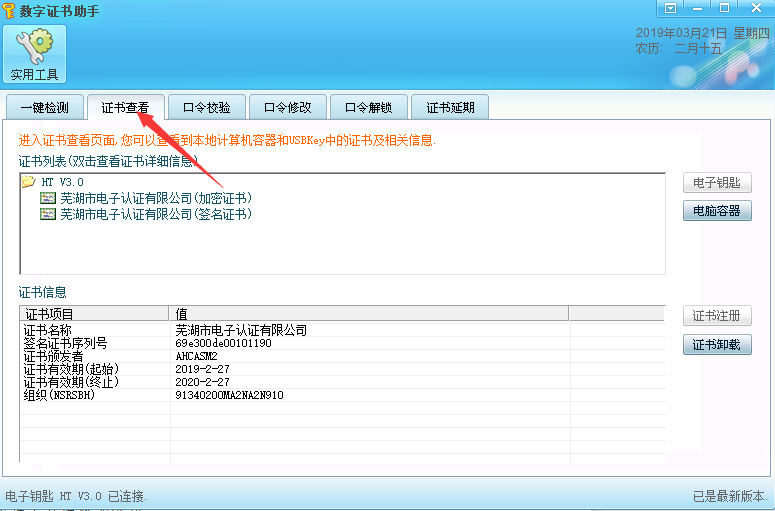 数字证书助手
2019年03月21日 星期四
农历: 二月十五
实用工具
一键检测 证书查看 口令校验 口令修改 口令解锁 证书延期
进入证书查看页面,您可以查看到本地计算机容器和USBKey中的证书及相关信息.
证书列表(双击查看证书详细信息)
HT V3.0
电子钥匙
芜湖市电子认证有限公司(加密证书)
芜湖市电子认证有限公司(签名证书)
电脑容器
证书信息
证书项目 值
证书注册
证书名称 芜湖市电子认证有限公司
签名证书序列号 69e300de00101190
证书卸载
证书颁发者 AHCASM2
证书有效期(起始) 2019-2-27
证书有效期(终止) 2020-2-27
组织(NSRSBH) 91340200MA2NA2N910
电子钥匙 HT V3.0 已连接. 已是最新版本.